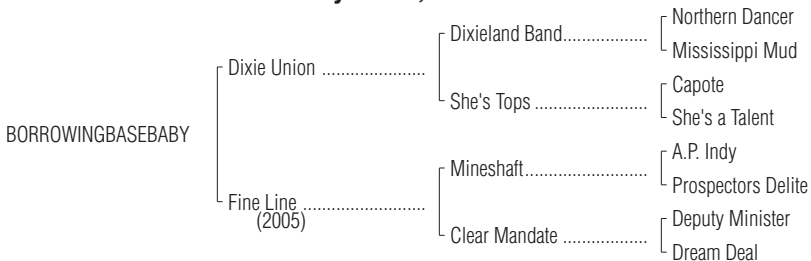 Northern Dancer
Dixieland Band..................
Mississippi Mud
Dixie Union ......................
Capote
She's Tops ........................
She's a Talent
BORROWINGBASEBABY
A.P. Indy
Mineshaft..........................
Prospectors Delite
Fine Line ..........................
(2005)
Deputy Minister
Clear Mandate ..................
Dream Deal